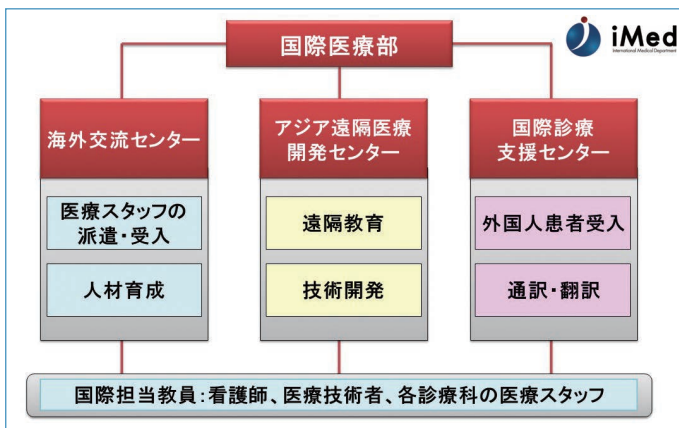 国際医療部
iMed
International Medical Department
海外交流センター
アジア遠隔医療
開発センター
国際診療
支援センター
医療スタッフの
派遣・受入
遠隔教育
外国人患者受入
人材育成
技術開発
通訳・翻訳
国際担当教員:看護師、医療技術者、各診療科の医療スタッフ